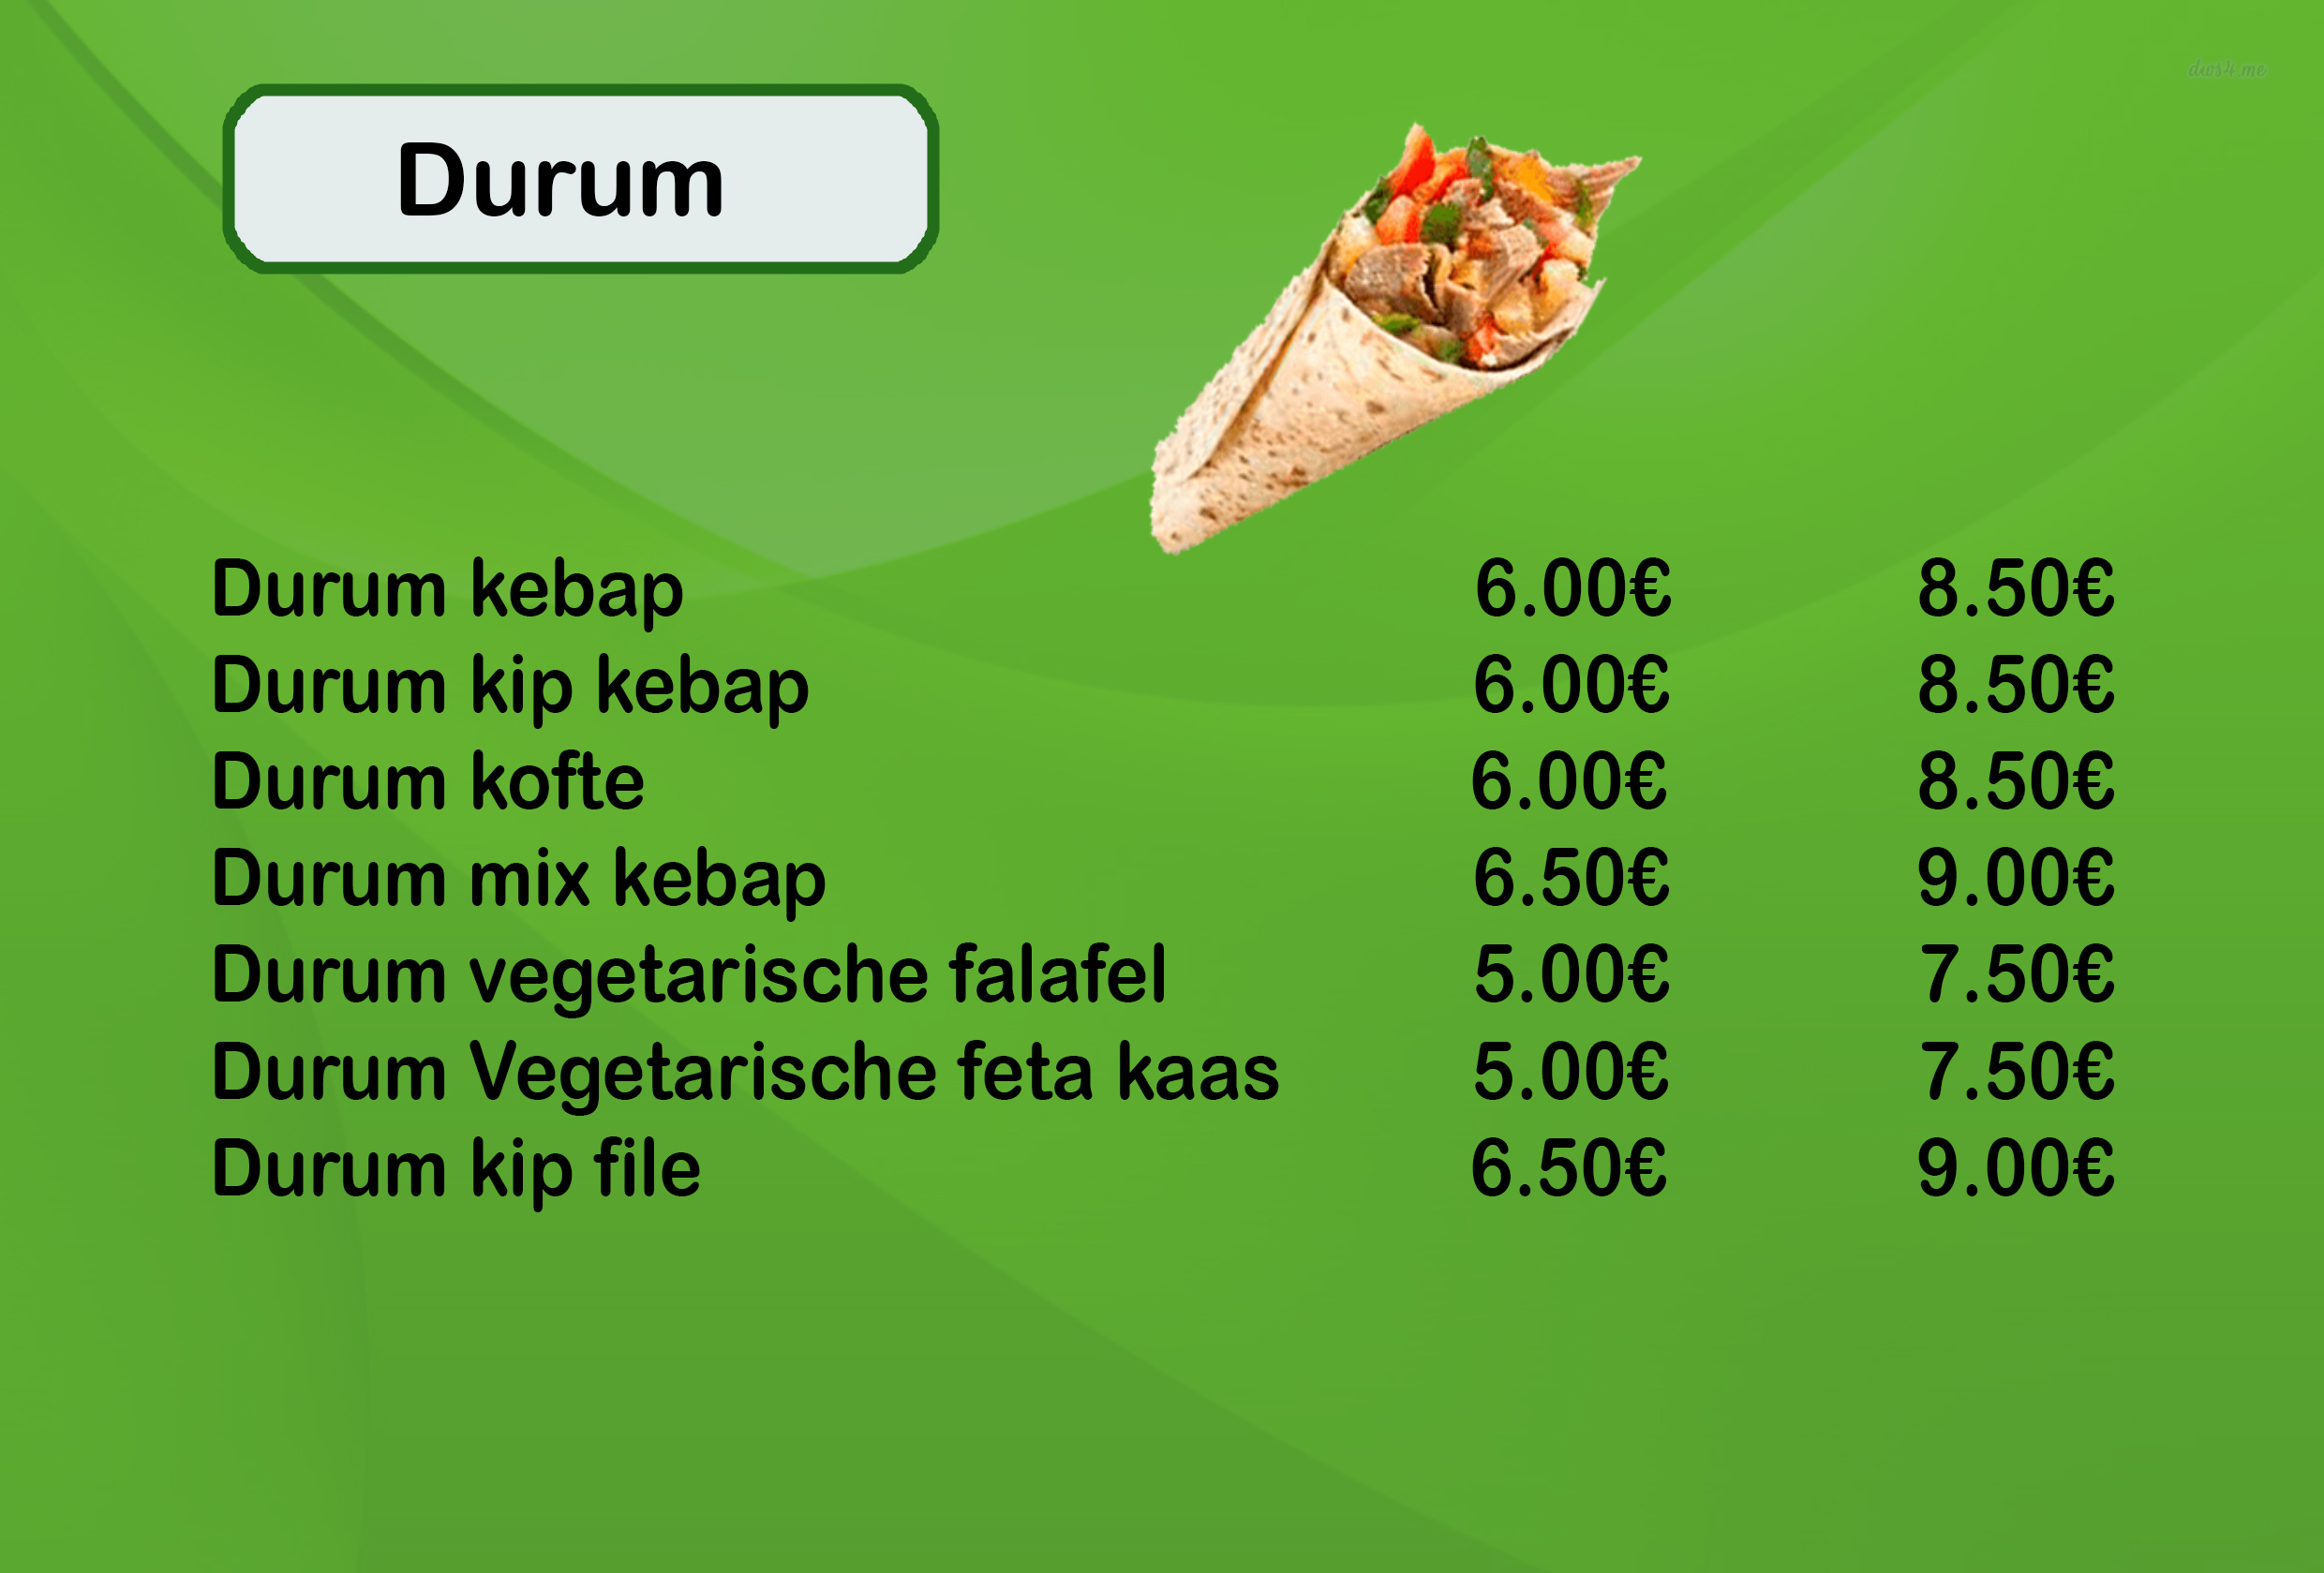 dws4.me
Durum
Durum kebap 6.00€ 8.50€
Durum kip kebap 6.00€ 8.50€
Durum kofte 6.00€ 8.50€
Durum mix kebap 6.50€ 9.00€
Durum vegetarische falafel 5.00€ 7.50€
Durum Vegetarische feta kaas 5.00€ 7.50€
Durum kip file 6.50€ 9.00€